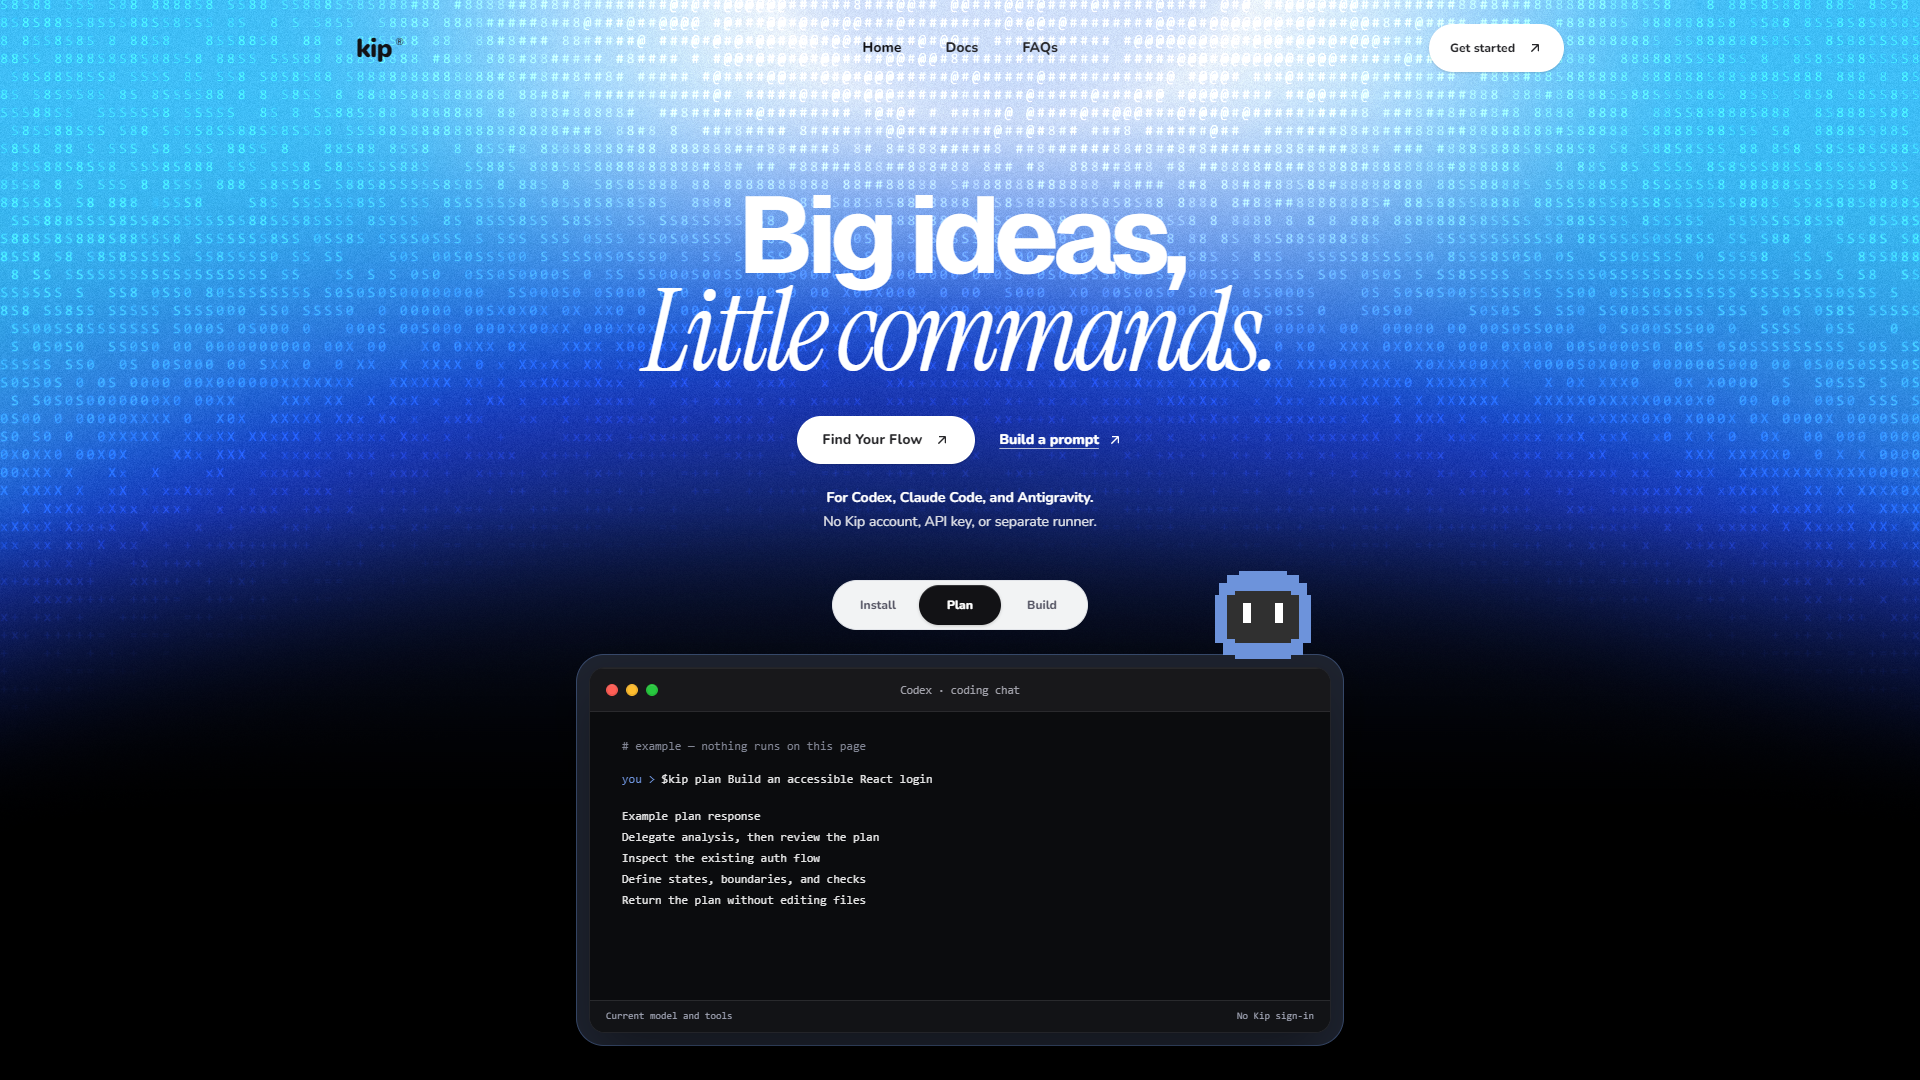 kip®
Home
Docs
FAQs
Get started
Big ideas,
Little commands.
Find Your Flow
Build a prompt
For Codex, Claude Code, and Antigravity.
No Kip account, API key, or separate runner.
Install
Plan
Build
Codex · coding chat
# example — nothing runs on this page
you > $kip plan Build an accessible React login
Example plan response
Delegate analysis, then review the plan
Inspect the existing auth flow
Define states, boundaries, and checks
Return the plan without editing files
Current model and tools
No Kip sign-in